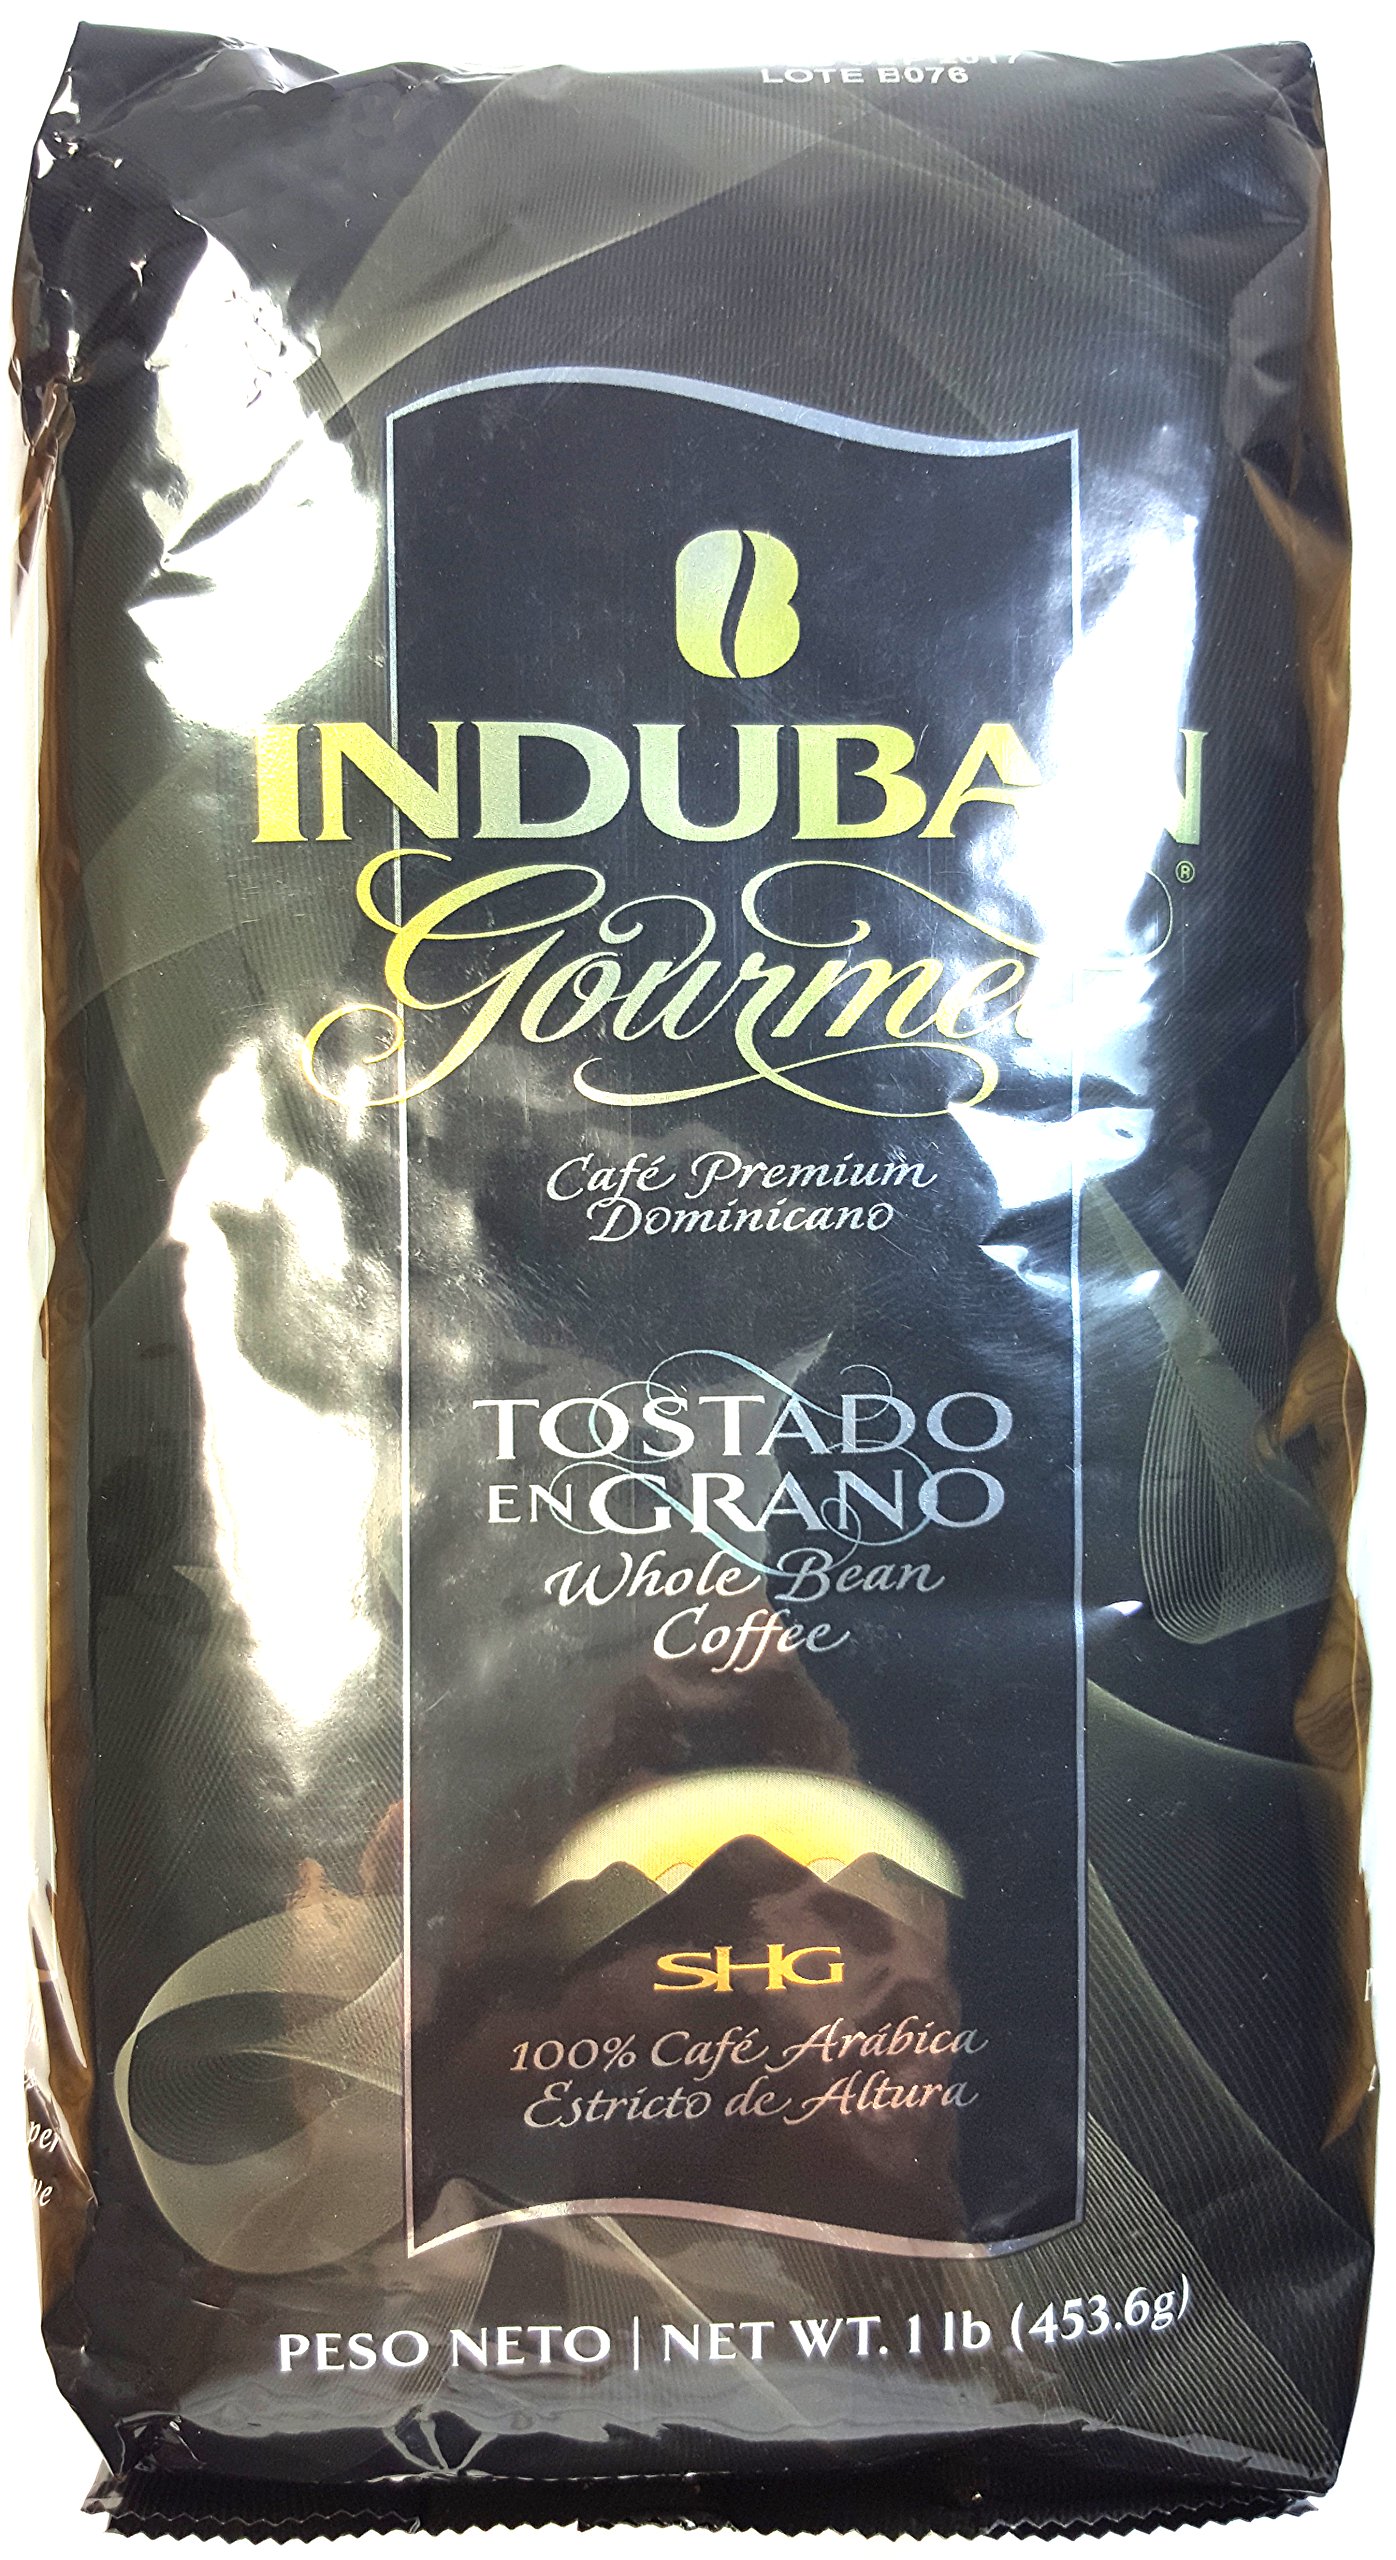 2017
LOTE B076
INDUBAN
Gourmet
®
Café Premium
Dominicano
TOSTADO
EN GRANO
Whole Bean
Coffee
SHG
100% Café Arábica
Estricto de Altura
PESO NETO | NET WT. 1 lb (453.6g)